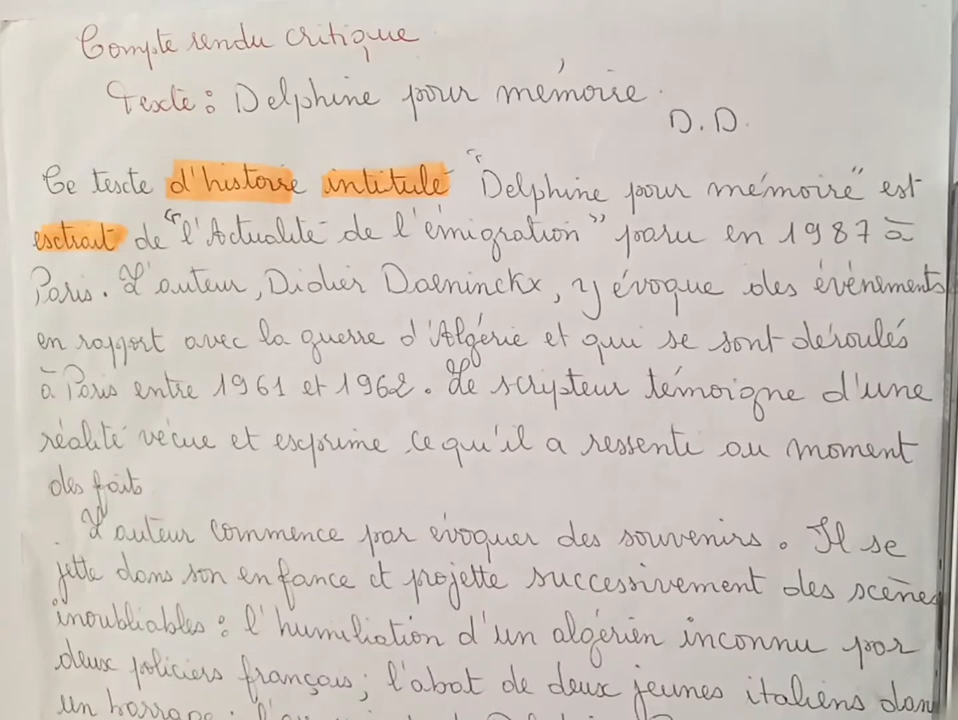 Compte rendu critique
Texte : Delphine pour mémoire.
D.D.
Ce texte d'histoire intitulé "Delphine pour mémoire" est
extrait de "l'Actualité de l'émigration" paru en 1987 à
Paris. L'auteur, Didier Daeninckx, y évoque des événements
en rapport avec la guerre d'Algérie et qui se sont déroulés
à Paris entre 1961 et 1962. Le scripteur témoigne d'une
réalité vécue et exprime ce qu'il a ressenti au moment
des faits
L'auteur commence par évoquer des souvenirs. Il se
jette dans son enfance et projette successivement des scènes
inoubliables : l'humiliation d'un algérien inconnu par
deux policiers français ; l'abat de deux jeunes italiens dan
un barrage